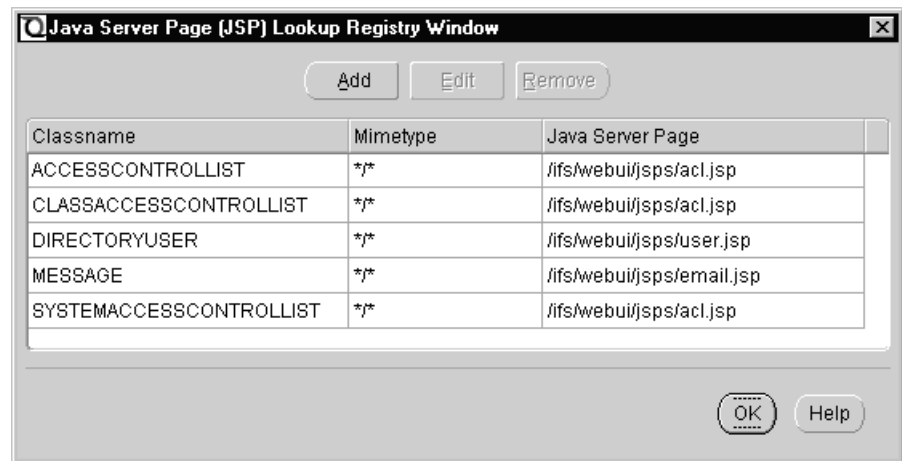 Java Server Page (JSP) Lookup Registry Window
Add Edit Remove
Classname Mimetype Java Server Page
ACCESSCONTROLLIST */* /ifs/webui/jsps/acl.jsp
CLASSACCESSCONTROLLIST */* /ifs/webui/jsps/acl.jsp
DIRECTORYUSER */* /ifs/webui/jsps/user.jsp
MESSAGE */* /ifs/webui/jsps/email.jsp
SYSTEMACCESSCONTROLLIST */* /ifs/webui/jsps/acl.jsp
OK Help